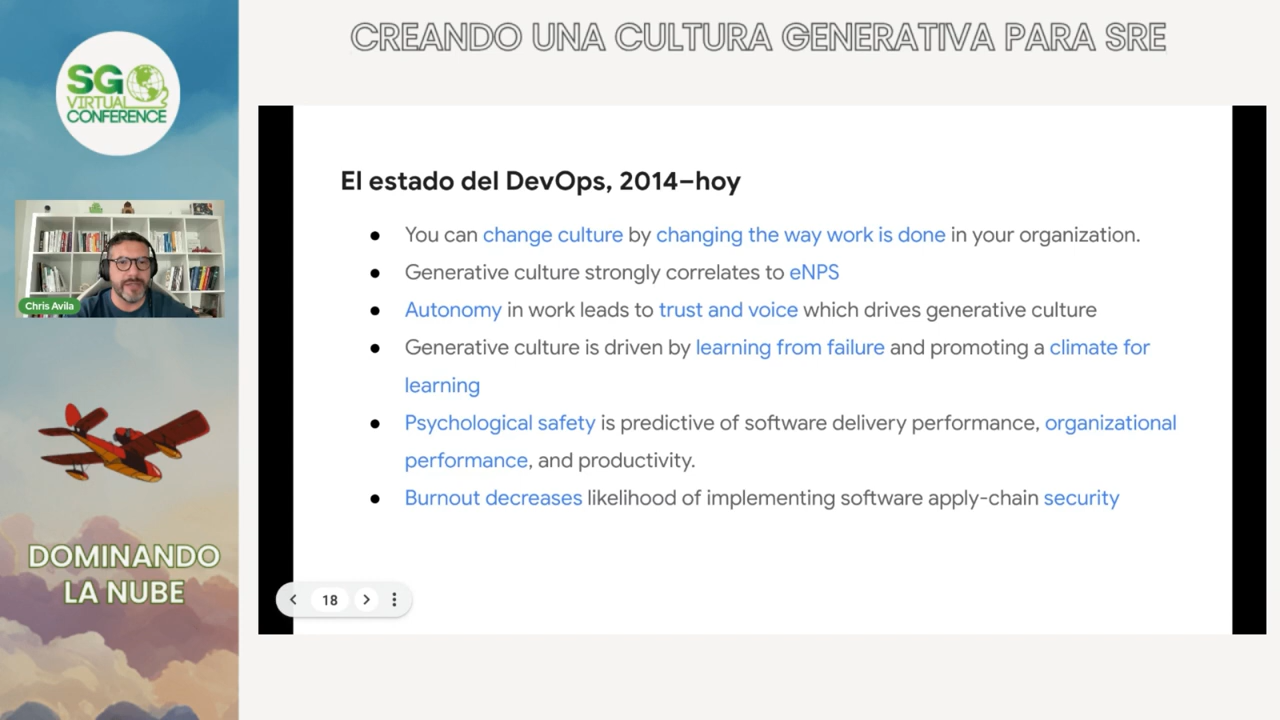 CREANDO UNA CULTURA GENERATIVA PARA SRE
SG
VIRTUAL
CONFERENCE
Chris Avila
DOMINANDO
LA NUBE
El estado del DevOps, 2014–hoy
● You can change culture by changing the way work is done in your organization.
● Generative culture strongly correlates to eNPS
● Autonomy in work leads to trust and voice which drives generative culture
● Generative culture is driven by learning from failure and promoting a climate for
learning
● Psychological safety is predictive of software delivery performance, organizational
performance, and productivity.
● Burnout decreases likelihood of implementing software apply-chain security
18